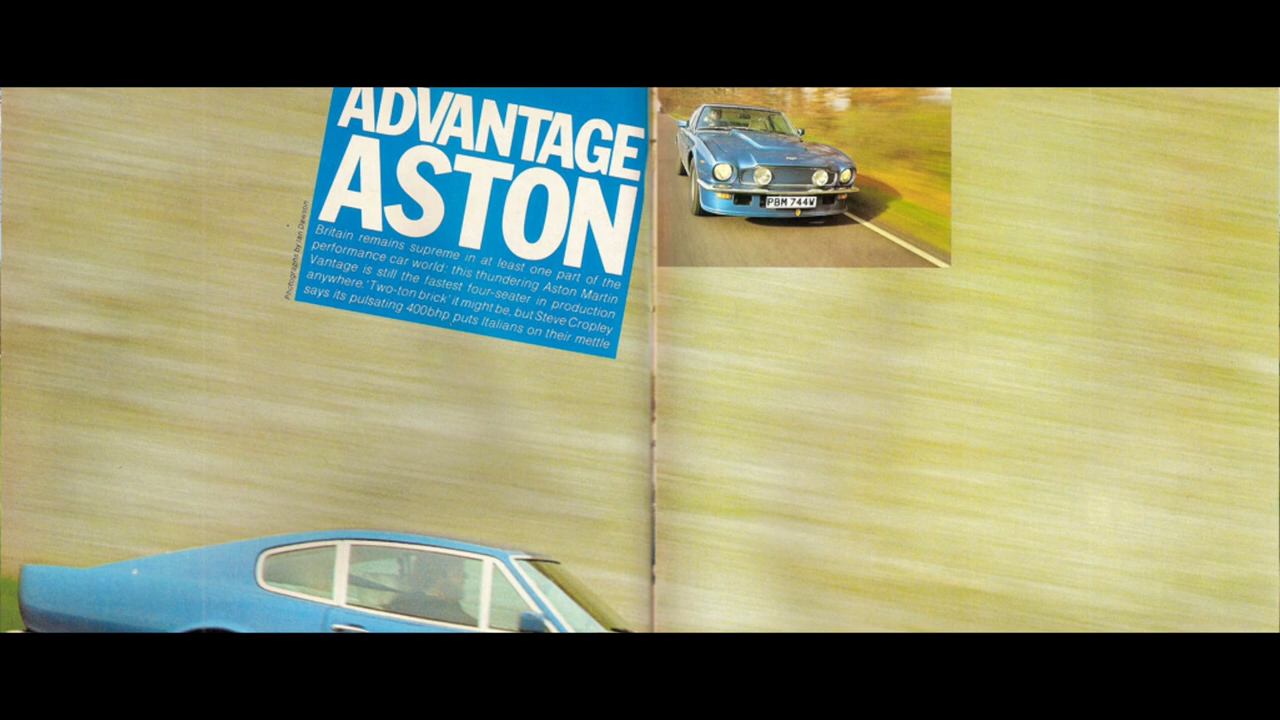 ADVANTAGE
ASTON
Britain remains supreme in at least one part of the
performance car world: this thundering Aston Martin
Vantage is still the fastest four-seater in production
anywhere. 'Two-ton brick' it might be, but Steve Cropley
says its pulsating 400bhp puts Italians on their mettle
Photographs by Ian Dawson
PBM 744W